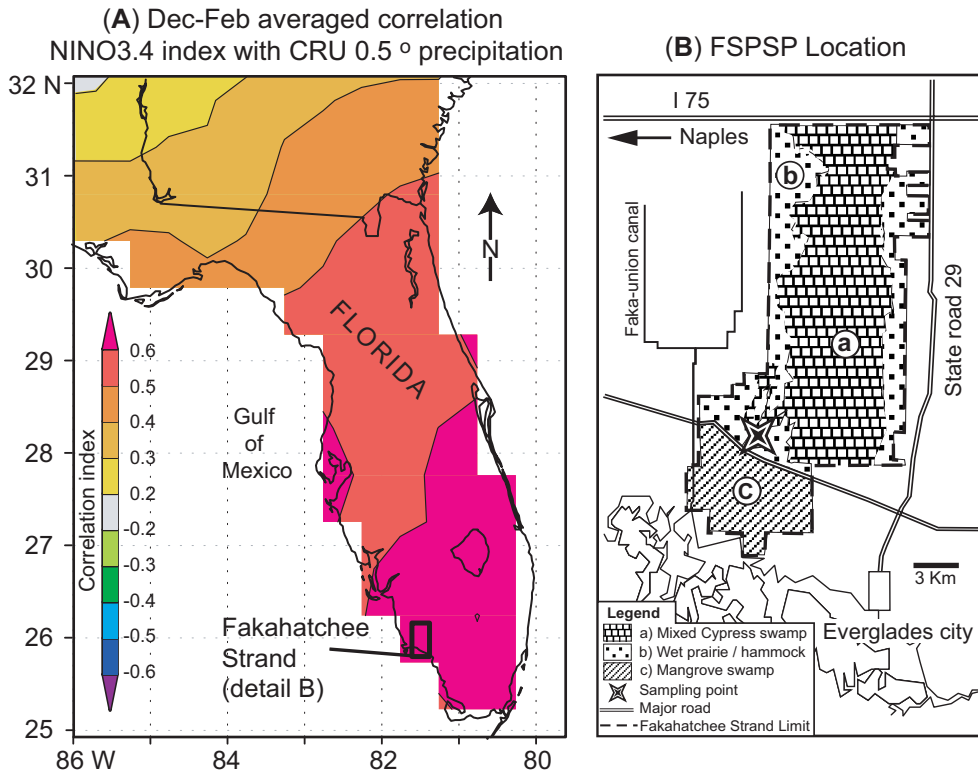 (A) Dec-Feb averaged correlation
NINO3.4 index with CRU 0.5 º precipitation
32 N
31
30
29
28
27
26
25
86 W
84
82
80
N
FLORIDA
Gulf
of
Mexico
Correlation index
0.6
0.5
0.4
0.3
0.2
-0.2
-0.3
-0.4
-0.5
-0.6
Fakahatchee
Strand
(detail B)
(B) FSPSP Location
I 75
Naples
b
Faka-union canal
State road 29
a
c
3 Km
Everglades city
Legend
a) Mixed Cypress swamp
b) Wet prairie / hammock
c) Mangrove swamp
Sampling point
Major road
Fakahatchee Strand Limit